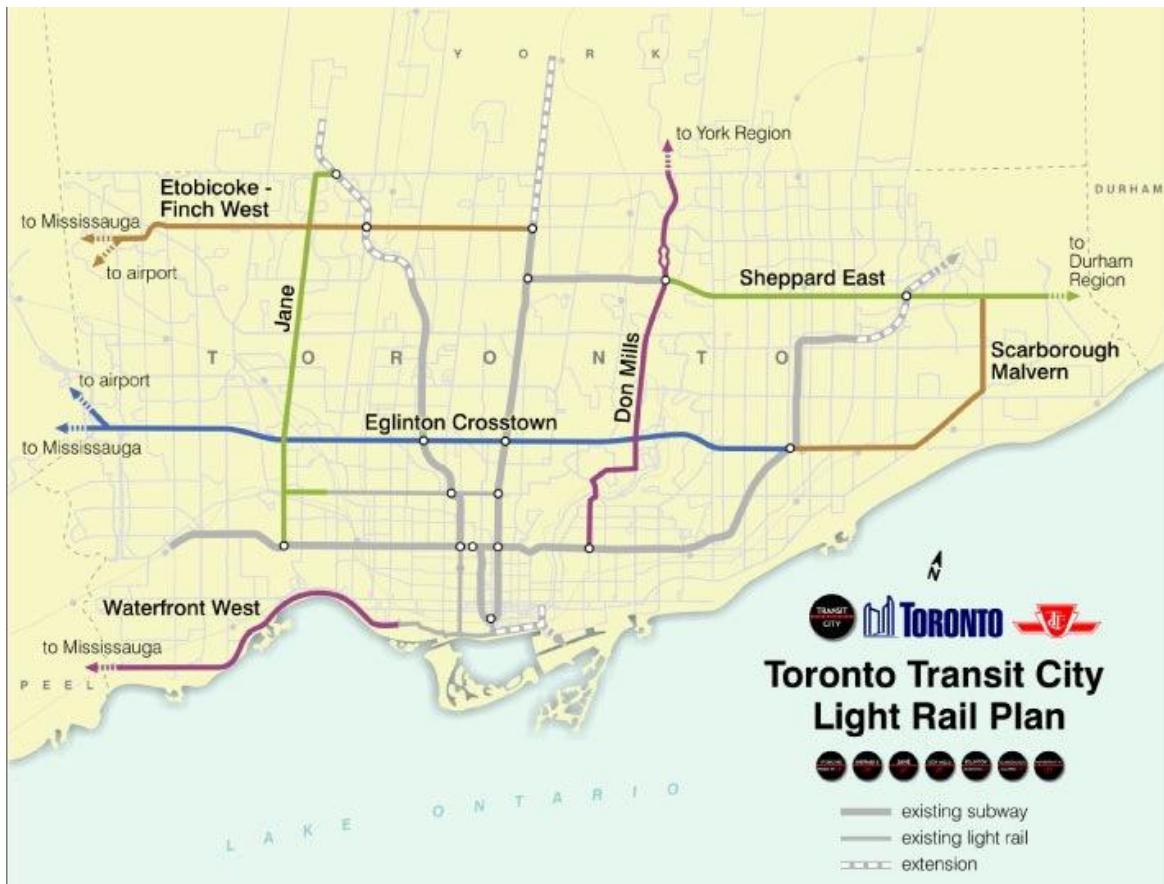 Y O R K
to York Region
Etobicoke -
Finch West
DURHAM
to Mississauga
to airport
to
Durham
Region
Sheppard East
Jane
T O R O N T O
Don Mills
Scarborough
Malvern
to airport
Eglinton Crosstown
to Mississauga
N
Waterfront West
TRANSIT
CITY
TORONTO
TTC
to Mississauga
PEEL
Toronto Transit City
Light Rail Plan
LAKE ONTARIO
existing subway
existing light rail
extension